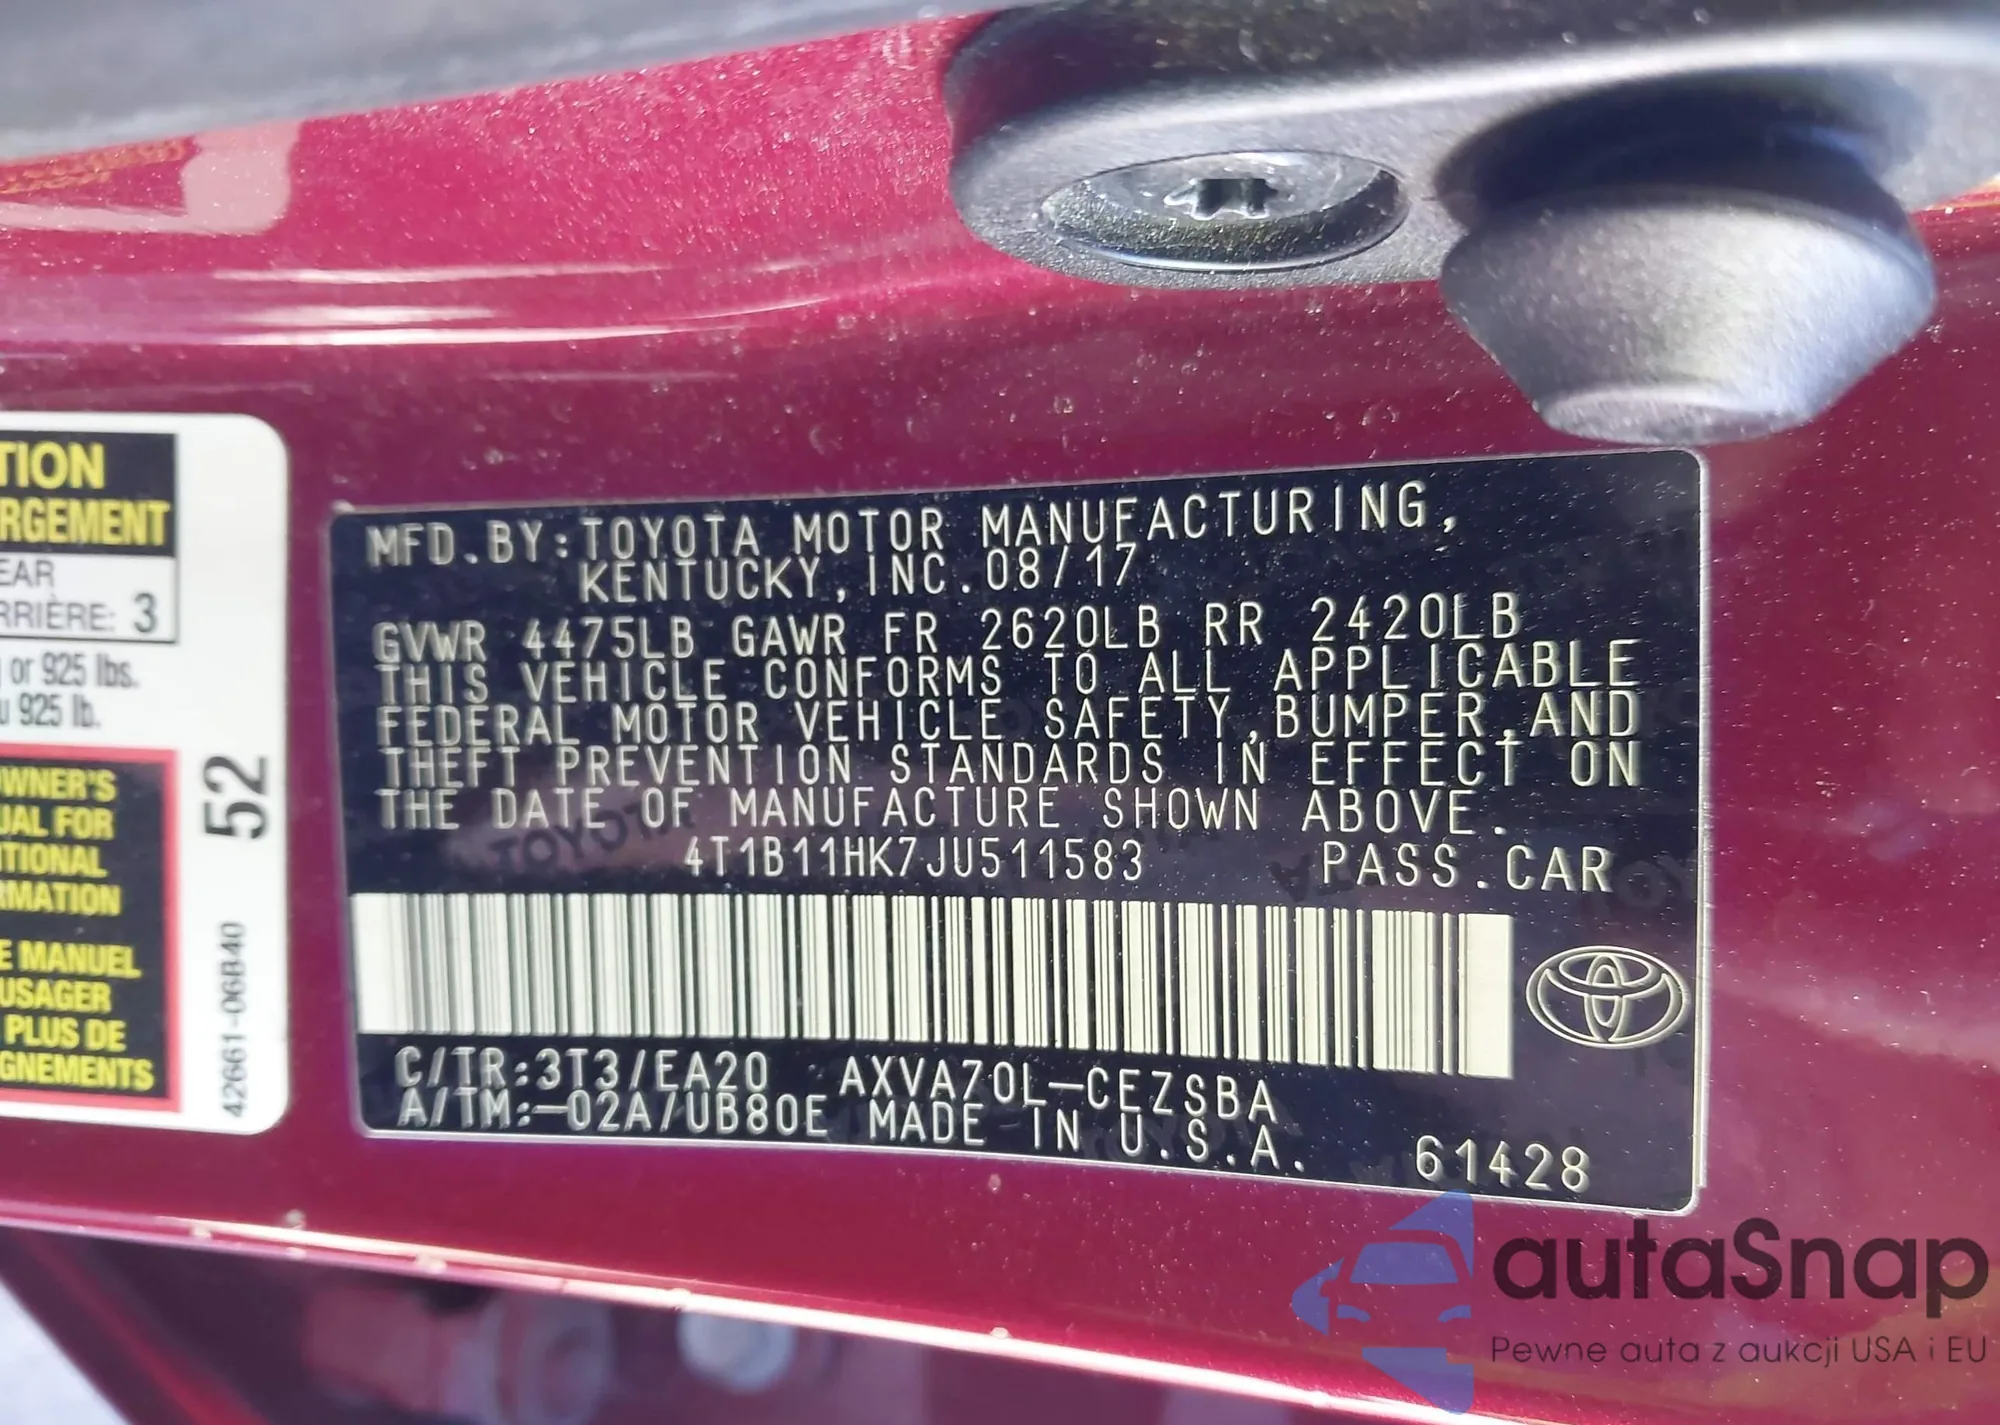 TION
RGEMENT
EAR
RRIÈRE: 3
or 925 lbs.
u 925 lb.
OWNER'S
UAL FOR
ITIONAL
RMATION
E MANUEL
USAGER
PLUS DE
GNEMENTS
52
42661-06B40
MFD.BY:TOYOTA MOTOR MANUFACTURING,
KENTUCKY,INC.08/17
GVWR 4475LB GAWR FR 2620LB RR 2420LB
THIS VEHICLE CONFORMS TO ALL APPLICABLE
FEDERAL MOTOR VEHICLE SAFETY,BUMPER,AND
THEFT PREVENTION STANDARDS IN EFFECT ON
THE DATE OF MANUFACTURE SHOWN ABOVE.
4T1B11HK7JU511583 PASS.CAR
C/TR:3T3/EA20 AXVA70L-CEZSBA
A/TM:-02A/UB80E MADE IN U.S.A.
61428
autaSnap
Pewne auta z aukcji USA i EU